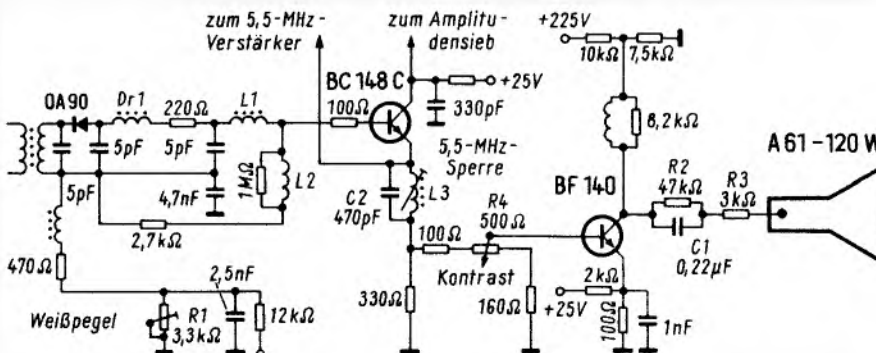 zum 5,5-MHz-
Verstärker
zum Amplitu-
densieb
+225V
10kΩ
7,5kΩ
BC 148 C
+25V
330pF
OA90
Dr1
220Ω
L1
100Ω
5pF
5pF
5pF
4,7nF
1MΩ
L2
2,7kΩ
5,5-MHz-
Sperre
C2
470pF
L3
R4
500Ω
100Ω
Kontrast
330Ω
160Ω
8,2kΩ
BF 140
R2
47kΩ
R3
3kΩ
A 61-120 W
C1
0,22µF
2kΩ
+25V
100Ω
1nF
470Ω
2,5nF
Weißpegel
R1
3,3kΩ
12kΩ